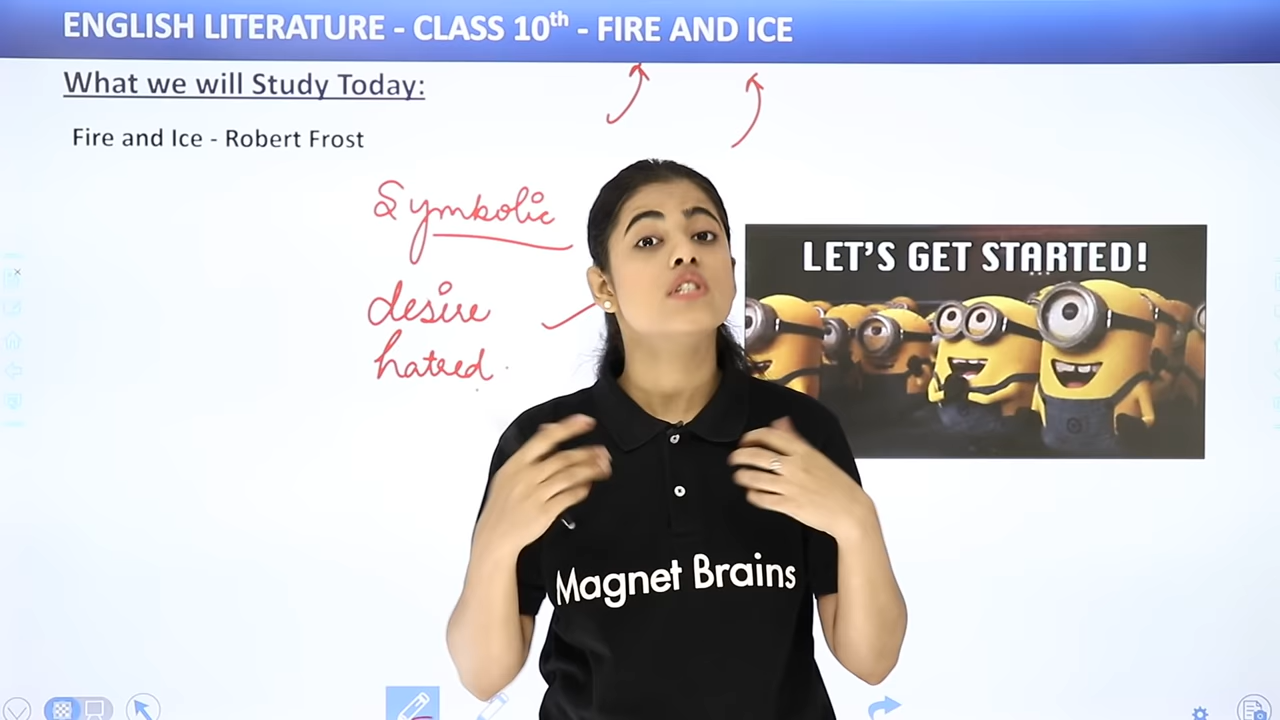 ENGLISH LITERATURE - CLASS 10th - FIRE AND ICE
What we will Study Today:
Fire and Ice - Robert Frost
Symbolic
desire
hatred
LET'S GET STARTED!
Magnet Brains